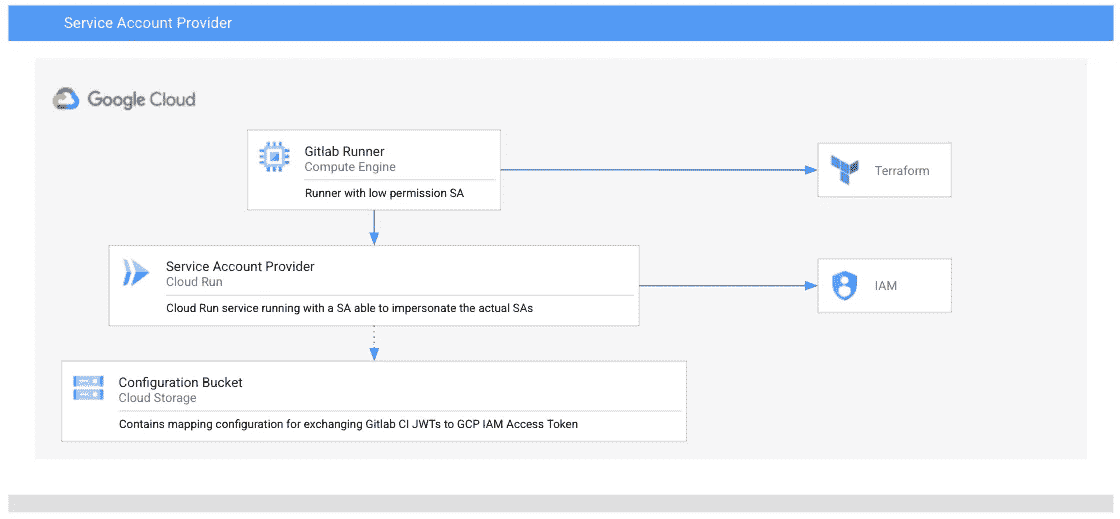 Service Account Provider
Google Cloud
Gitlab Runner
Compute Engine
Runner with low permission SA
Terraform
Service Account Provider
Cloud Run
Cloud Run service running with a SA able to impersonate the actual SAs
IAM
Configuration Bucket
Cloud Storage
Contains mapping configuration for exchanging Gitlab CI JWTs to GCP IAM Access Token